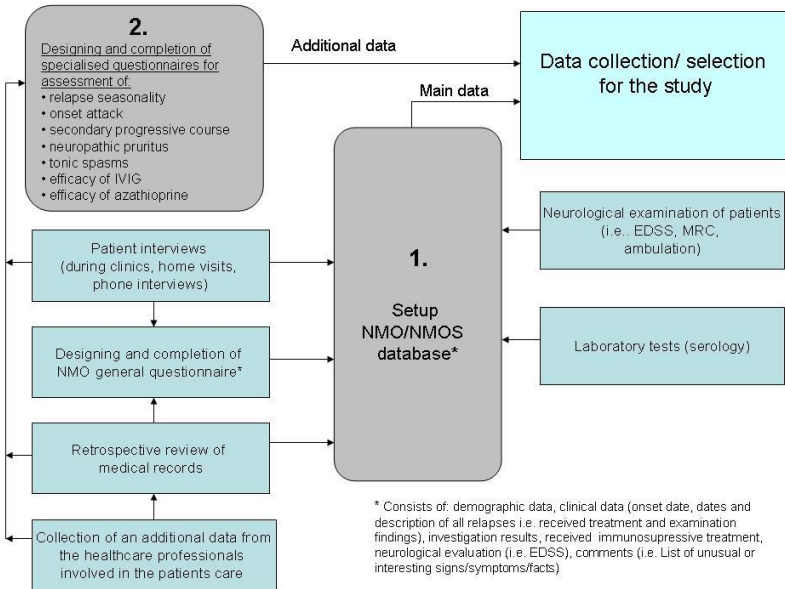 2.
Designing and completion of
specialised questionnaires for
assessment of:
• relapse seasonality
• onset attack
• secondary progressive course
• neuropathic pruritus
• tonic spasms
• efficacy of IVIG
• efficacy of azathioprine
Additional data
Main data
Data collection/ selection
for the study
Patient interviews
(during clinics, home visits,
phone interviews)
Designing and completion of
NMO general questionnaire*
Retrospective review of
medical records
Collection of an additional data from
the healthcare professionals
involved in the patients care
1.
Setup
NMO/NMOS
database*
Neurological examination of patients
(i.e.. EDSS, MRC,
ambulation)
Laboratory tests (serology)
* Consists of: demographic data, clinical data (onset date, dates and
description of all relapses i.e. received treatment and examination
findings), investigation results, received immunosupressive treatment,
neurological evaluation (i.e. EDSS), comments (i.e. List of unusual or
interesting signs/symptoms/facts)